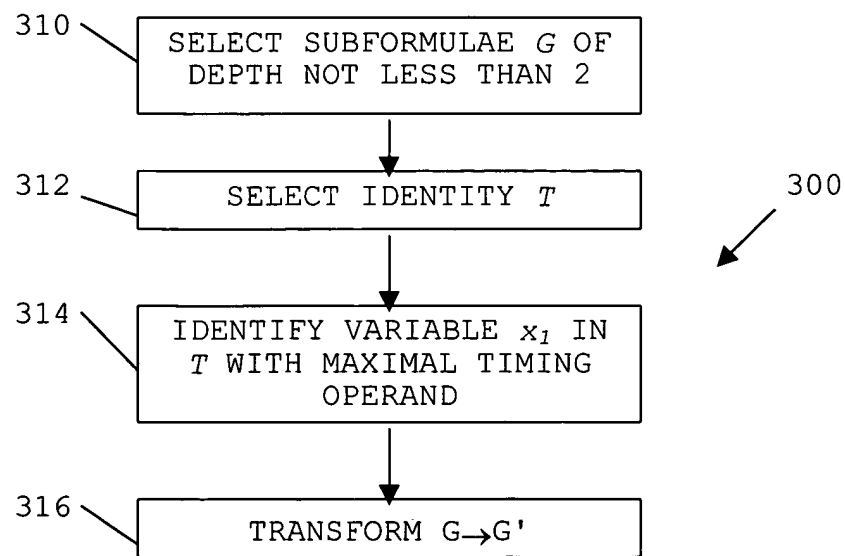 310
SELECT SUBFORMULAE G OF
DEPTH NOT LESS THAN 2
312
SELECT IDENTITY T
300
314
IDENTIFY VARIABLE x₁ IN
T WITH MAXIMAL TIMING
OPERAND
316
TRANSFORM G→G'